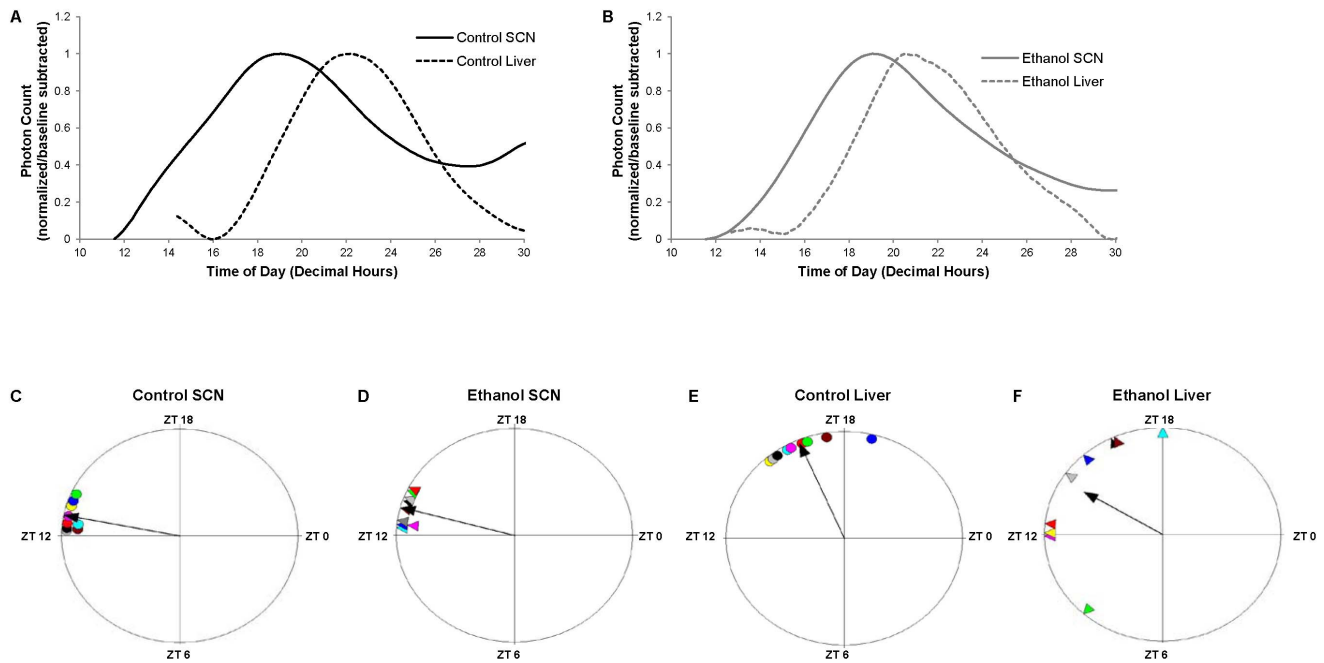 A
Photon Count
(normalized/baseline subtracted)
1.2
1
0.8
0.6
0.4
0.2
0
10 12 14 16 18 20 22 24 26 28 30
Time of Day (Decimal Hours)
Control SCN
Control Liver
B
Photon Count
(normalized/baseline subtracted)
1.2
1
0.8
0.6
0.4
0.2
0
10 12 14 16 18 20 22 24 26 28 30
Time of Day (Decimal Hours)
Ethanol SCN
Ethanol Liver
C
Control SCN
ZT 18
ZT 12
ZT 0
ZT 6
D
Ethanol SCN
ZT 18
ZT 12
ZT 0
ZT 6
E
Control Liver
ZT 18
ZT 12
ZT 0
ZT 6
F
Ethanol Liver
ZT 18
ZT 12
ZT 0
ZT 6